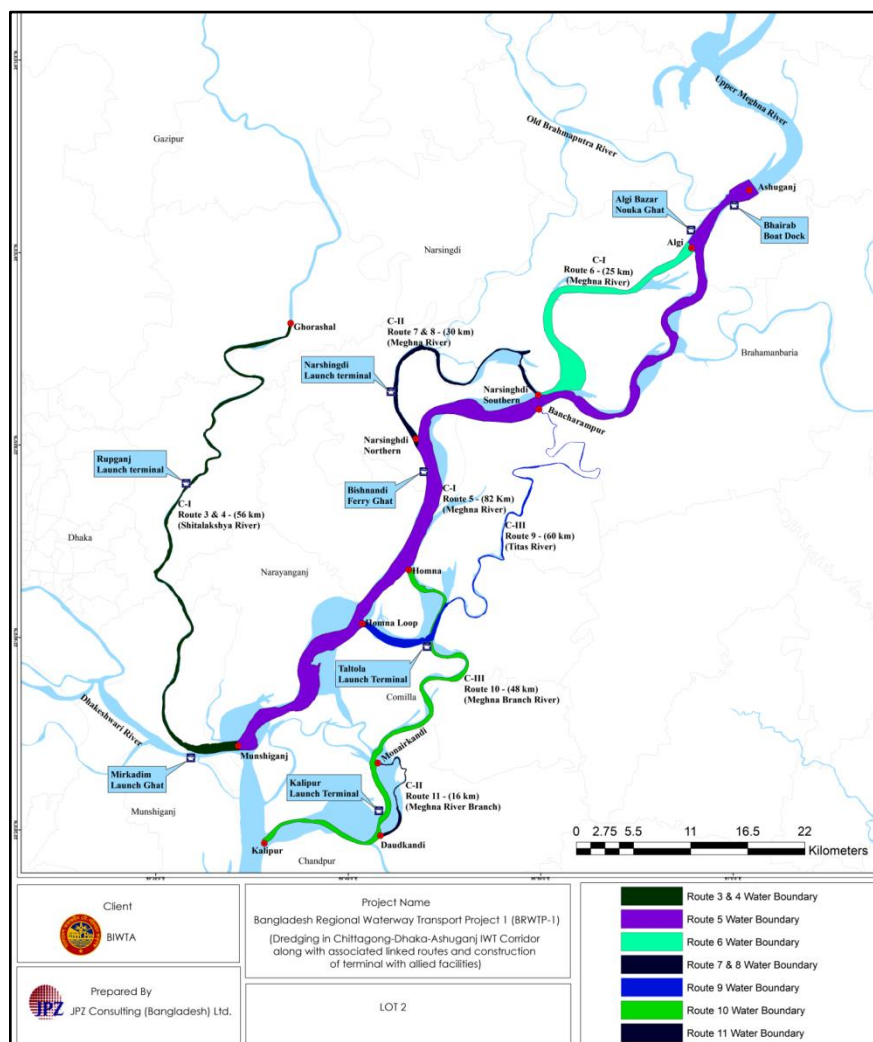 Upper Meghna River
Old Brahmaputra River
Gazipur
Ashuganj
Algi Bazar
Nouka Ghat
Bhairab
Boat Dock
Algi
Narsingdi
C-I
Route 6 - (25 km)
(Meghna River)
Ghorashal
C-II
Route 7 & 8 - (30 km)
(Meghna River)
Brahamanbaria
Narshingdi
Launch terminal
Narsinghdi
Southern
Bancharampur
Narsinghdi
Northern
Rupganj
Launch terminal
Bishnandi
Ferry Ghat
C-I
Route 5 - (82 Km)
(Meghna River)
C-I
Route 3 & 4 - (56 km)
(Shitalakshya River)
C-III
Route 9 - (60 km)
(Titas River)
Dhaka
Narayanganj
Homna
Homna Loop
Taltola
Launch Terminal
C-III
Route 10 - (48 km)
(Meghna Branch River)
Comilla
Dhakeshwari River
Munshiganj
Monairkandi
Mirkadim
Launch Ghat
Munshiganj
Kalipur
Launch Terminal
C-II
Route 11 - (16 km)
(Meghna River Branch)
Kalipur
Daudkandi
Chandpur
0 2.75 5.5 11 16.5 22
Kilometers
Client
BIWTA
Prepared By
JPZ
JPZ Consulting (Bangladesh) Ltd.
Project Name
Bangladesh Regional Waterway Transport Project 1 (BRWTP-1)
(Dredging in Chittagong-Dhaka-Ashuganj IWT Corridor
along with associated linked routes and construction
of terminal with allied facilities)
LOT 2
Route 3 & 4 Water Boundary
Route 5 Water Boundary
Route 6 Water Boundary
Route 7 & 8 Water Boundary
Route 9 Water Boundary
Route 10 Water Boundary
Route 11 Water Boundary